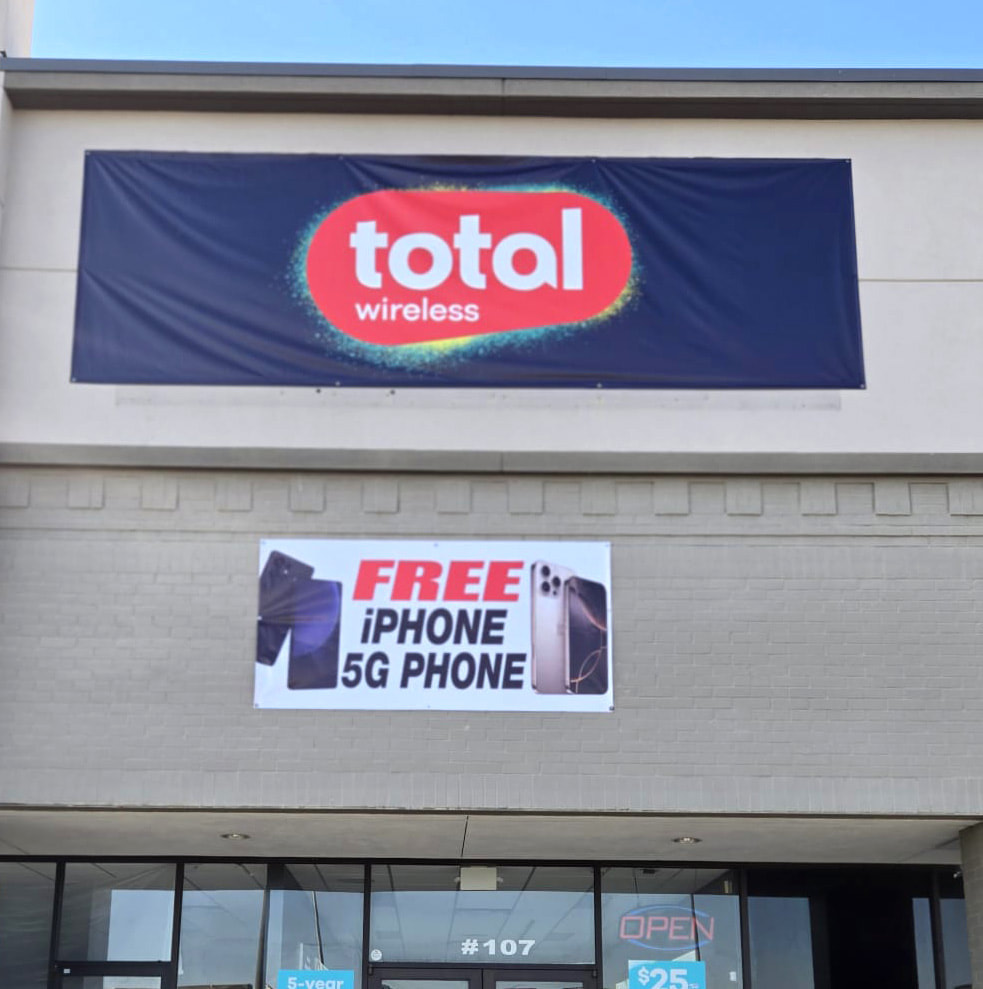 total
wireless
FREE
iPHONE
5G PHONE
OPEN
#107
5-year
$25